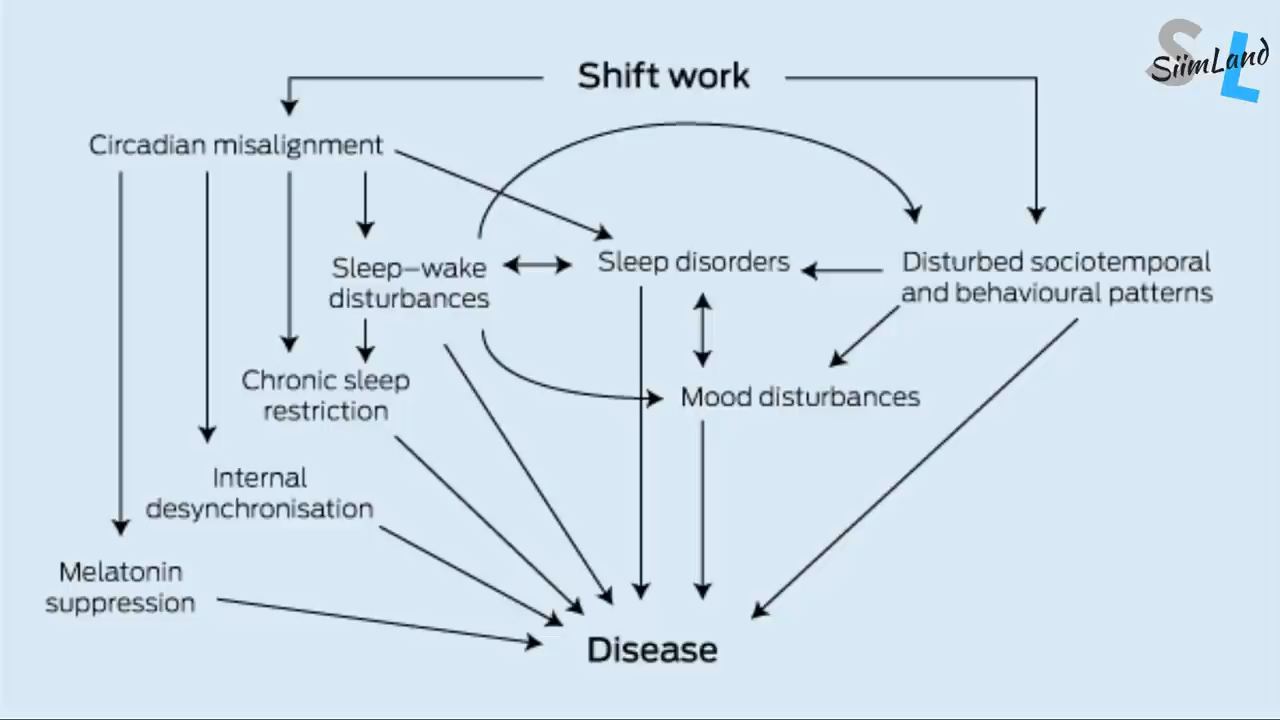 SL
SiimLand
Shift work
Circadian misalignment
Sleep–wake
disturbances
Sleep disorders
Disturbed sociotemporal
and behavioural patterns
Chronic sleep
restriction
Mood disturbances
Internal
desynchronisation
Melatonin
suppression
Disease